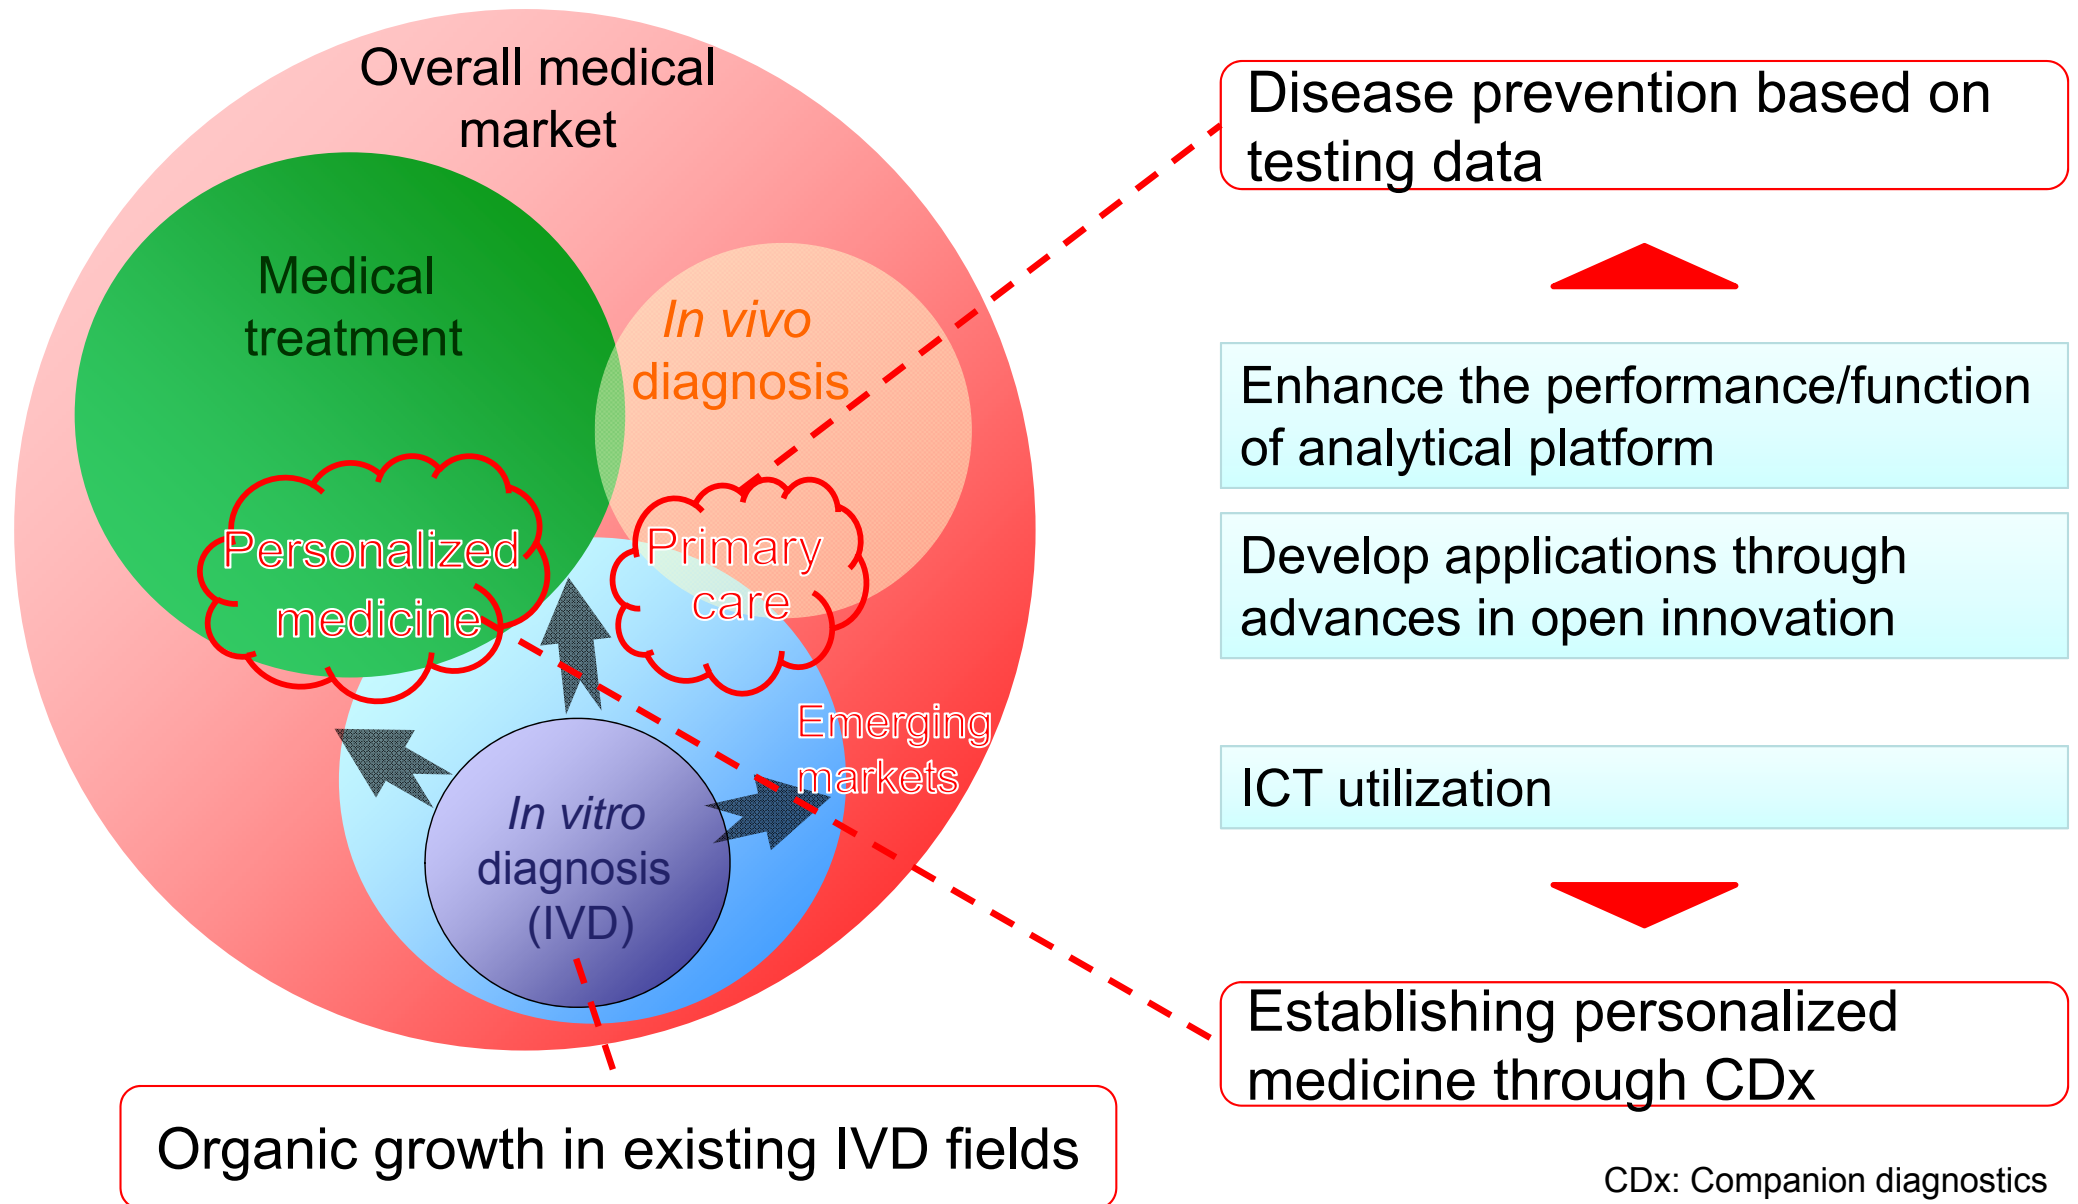 Overall medical
market
Medical
treatment
In vivo
diagnosis
Personalized
medicine
Primary
care
Emerging
markets
In vitro
diagnosis
(IVD)
Organic growth in existing IVD fields
Disease prevention based on
testing data
Enhance the performance/function
of analytical platform
Develop applications through
advances in open innovation
ICT utilization
Establishing personalized
medicine through CDx
CDx: Companion diagnostics